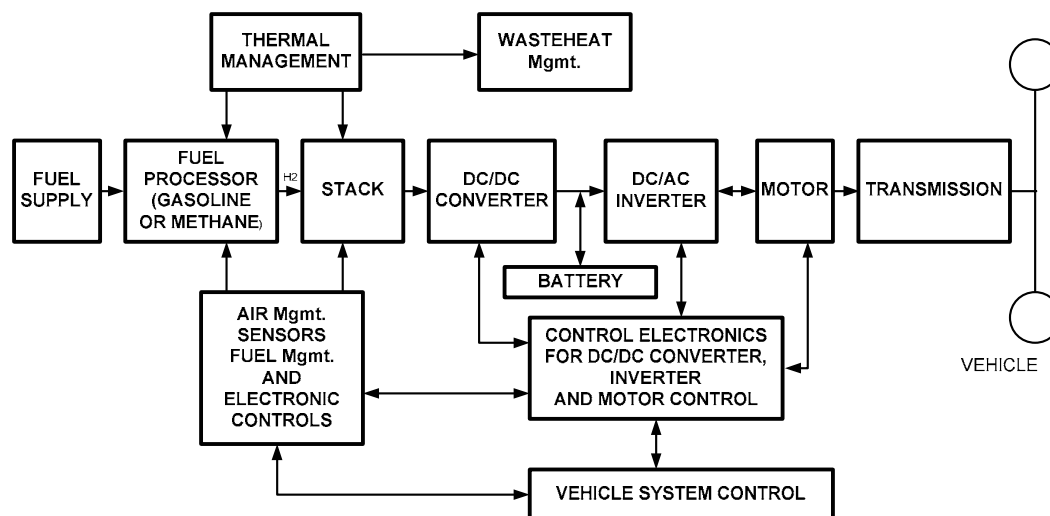 THERMAL
MANAGEMENT
WASTEHEAT
Mgmt.
FUEL
SUPPLY
FUEL
PROCESSOR
(GASOLINE
OR METHANE)
H2
STACK
DC/DC
CONVERTER
DC/AC
INVERTER
MOTOR
TRANSMISSION
BATTERY
AIR Mgmt.
SENSORS
FUEL Mgmt.
AND
ELECTRONIC
CONTROLS
CONTROL ELECTRONICS
FOR DC/DC CONVERTER,
INVERTER
AND MOTOR CONTROL
VEHICLE
VEHICLE SYSTEM CONTROL